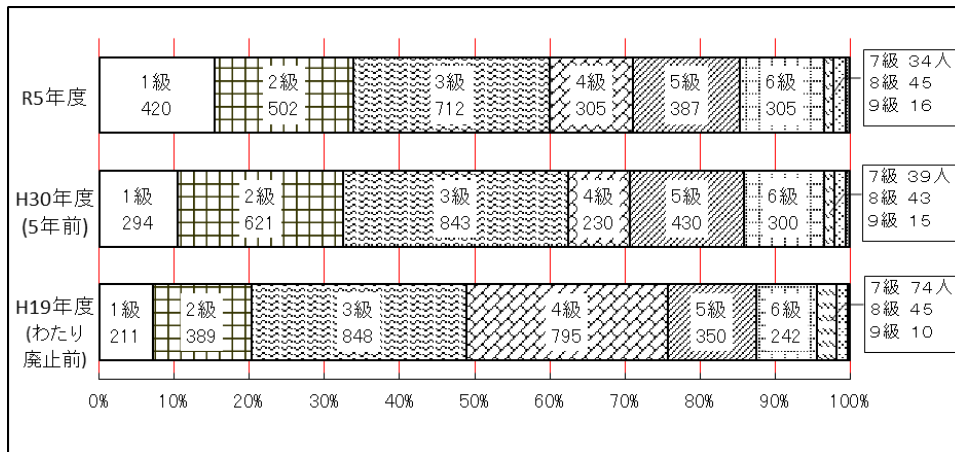 R5年度
1級
420
2級
502
3級
712
4級
305
5級
387
6級
305
7級 34人
8級 45
9級 16
H30年度
(5年前)
1級
294
2級
621
3級
843
4級
230
5級
430
6級
300
7級 39人
8級 43
9級 15
H19年度
(わたり
廃止前)
1級
211
2級
389
3級
848
4級
795
5級
350
6級
242
7級 74人
8級 45
9級 10
0% 10% 20% 30% 40% 50% 60% 70% 80% 90% 100%